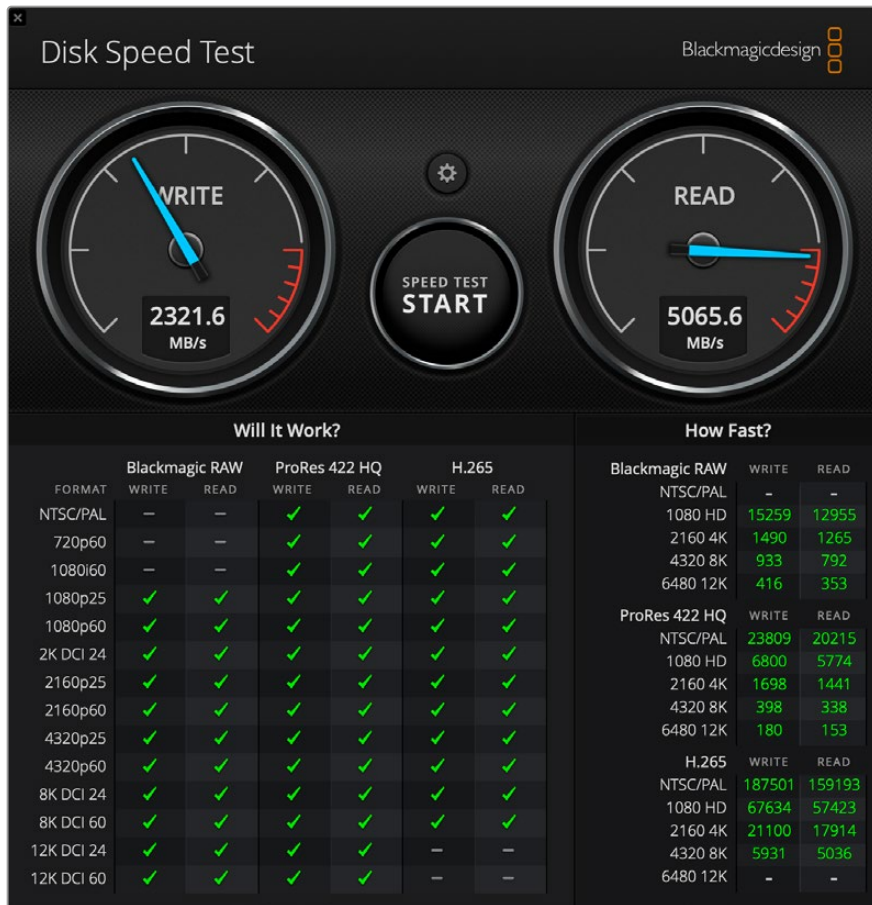 Disk Speed Test
Blackmagicdesign
WRITE
2321.6
MB/s
SPEED TEST
START
READ
5065.6
MB/s
Will It Work?
Blackmagic RAW ProRes 422 HQ H.265
FORMAT WRITE READ WRITE READ WRITE READ
NTSC/PAL – – ✓ ✓ ✓ ✓
720p60 – – ✓ ✓ ✓ ✓
1080i60 – – ✓ ✓ ✓ ✓
1080p25 ✓ ✓ ✓ ✓ ✓ ✓
1080p60 ✓ ✓ ✓ ✓ ✓ ✓
2K DCI 24 ✓ ✓ ✓ ✓ ✓ ✓
2160p25 ✓ ✓ ✓ ✓ ✓ ✓
2160p60 ✓ ✓ ✓ ✓ ✓ ✓
4320p25 ✓ ✓ ✓ ✓ ✓ ✓
4320p60 ✓ ✓ ✓ ✓ ✓ ✓
8K DCI 24 ✓ ✓ ✓ ✓ ✓ ✓
8K DCI 60 ✓ ✓ ✓ ✓ ✓ ✓
12K DCI 24 ✓ ✓ ✓ ✓ – –
12K DCI 60 ✓ ✓ ✓ ✓ – –
How Fast?
Blackmagic RAW WRITE READ
NTSC/PAL - -
1080 HD 15259 12955
2160 4K 1490 1265
4320 8K 933 792
6480 12K 416 353
ProRes 422 HQ WRITE READ
NTSC/PAL 23809 20215
1080 HD 6800 5774
2160 4K 1698 1441
4320 8K 398 338
6480 12K 180 153
H.265 WRITE READ
NTSC/PAL 187501 159193
1080 HD 67634 57423
2160 4K 21100 17914
4320 8K 5931 5036
6480 12K - -